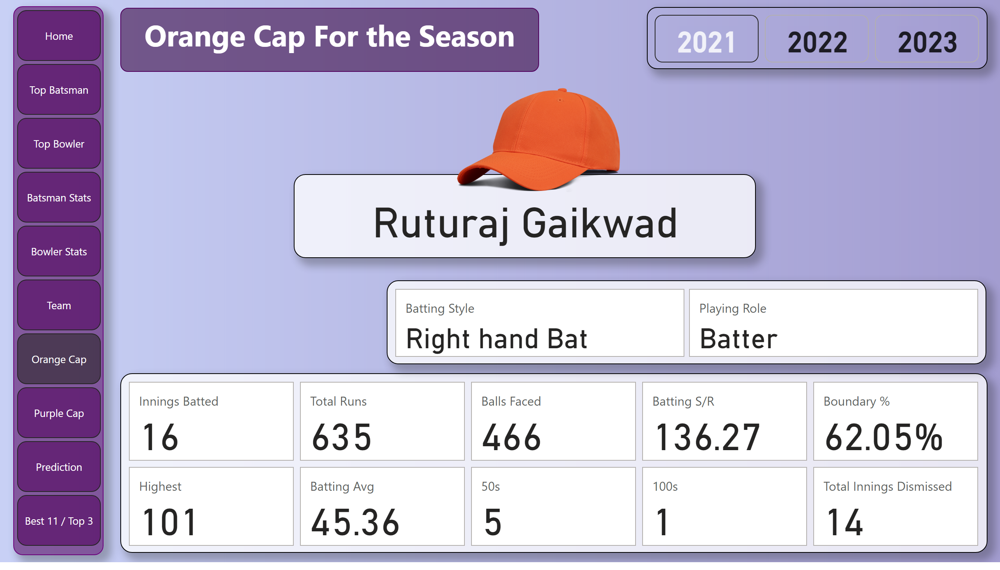 Home
Top Batsman
Top Bowler
Batsman Stats
Bowler Stats
Team
Orange Cap
Purple Cap
Prediction
Best 11 / Top 3
Orange Cap For the Season
2021 2022 2023
Ruturaj Gaikwad
Batting Style
Right hand Bat
Playing Role
Batter
Innings Batted
16
Total Runs
635
Balls Faced
466
Batting S/R
136.27
Boundary %
62.05%
Highest
101
Batting Avg
45.36
50s
5
100s
1
Total Innings Dismissed
14